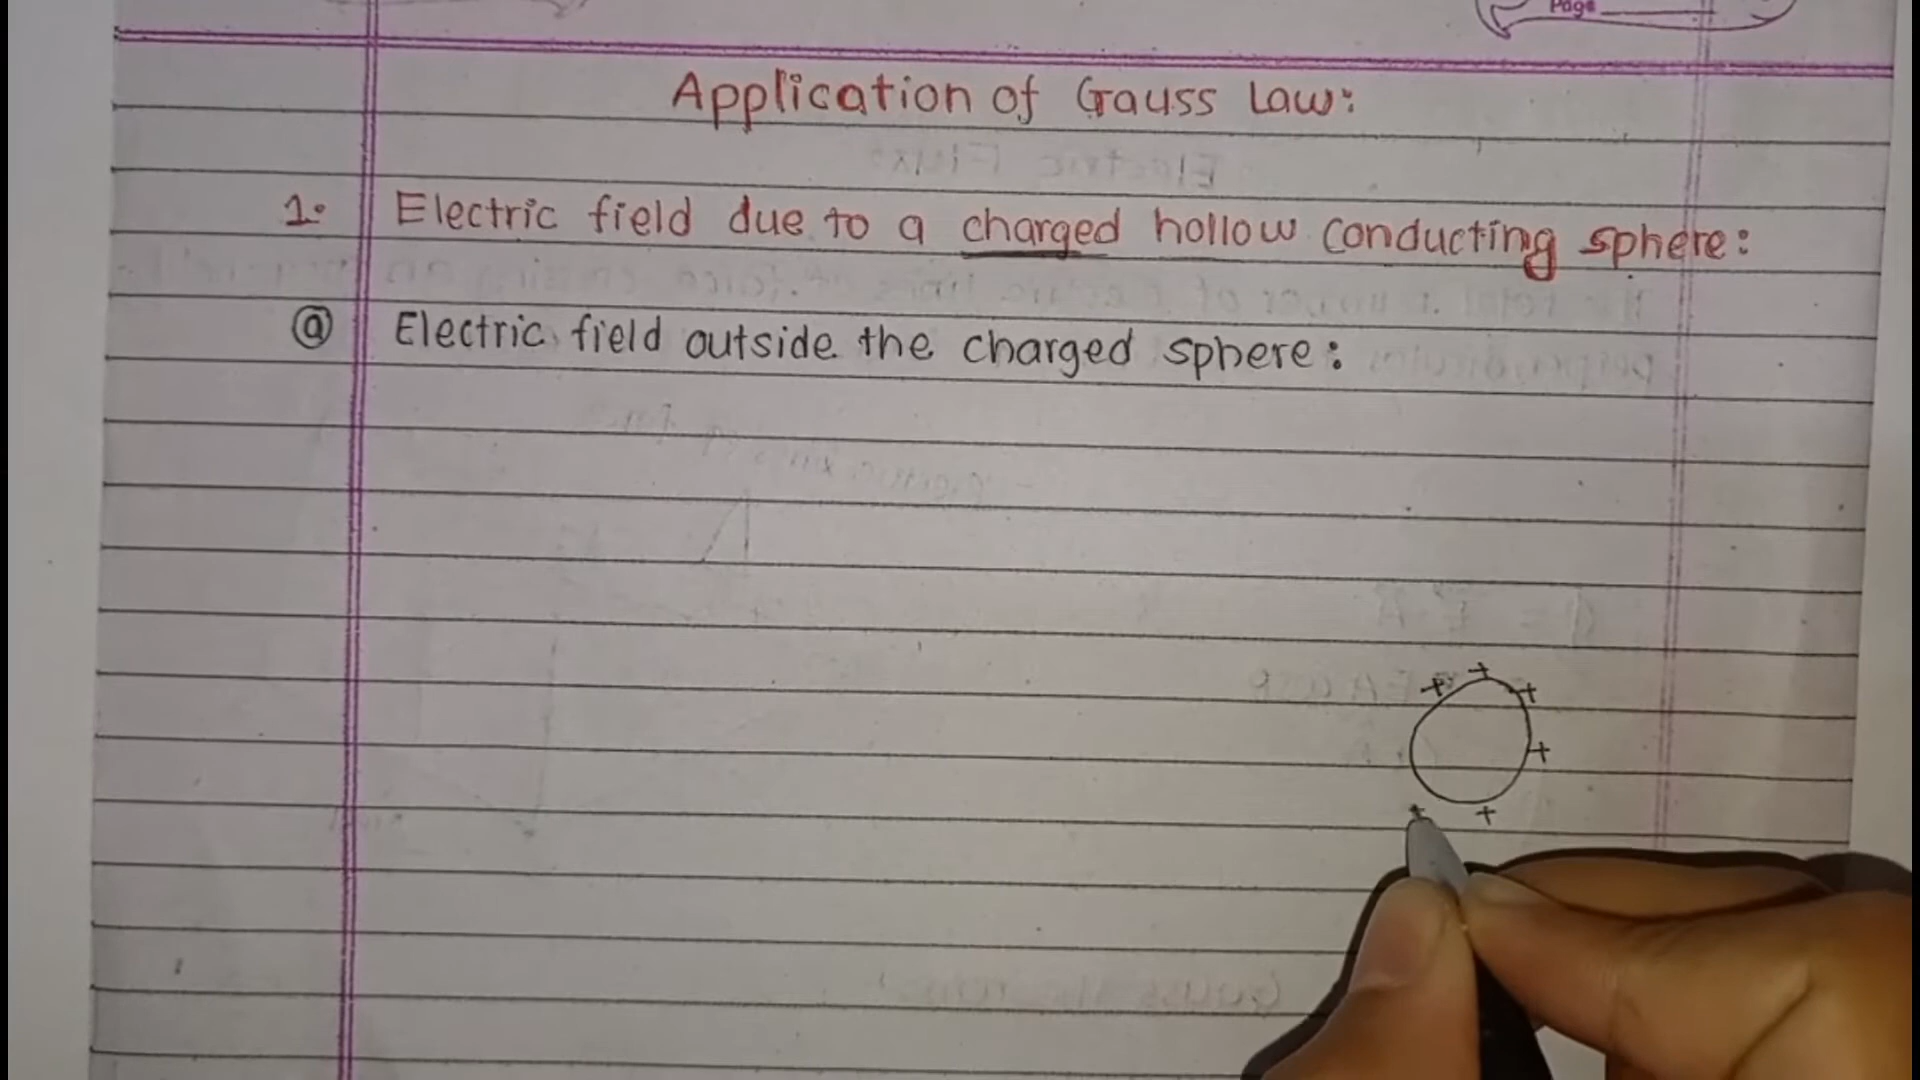 Page
Application of Gauss Law:
1. Electric field due to a charged hollow conducting sphere:
ⓐ Electric field outside the charged sphere:
+ + +
+
+ +